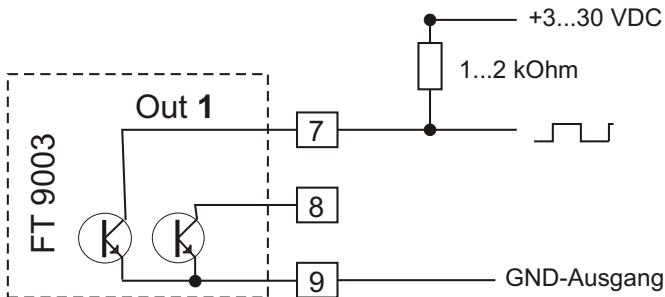 +3...30 VDC
1...2 kOhm
Out 1
7
FT 9003
8
9
GND-Ausgang